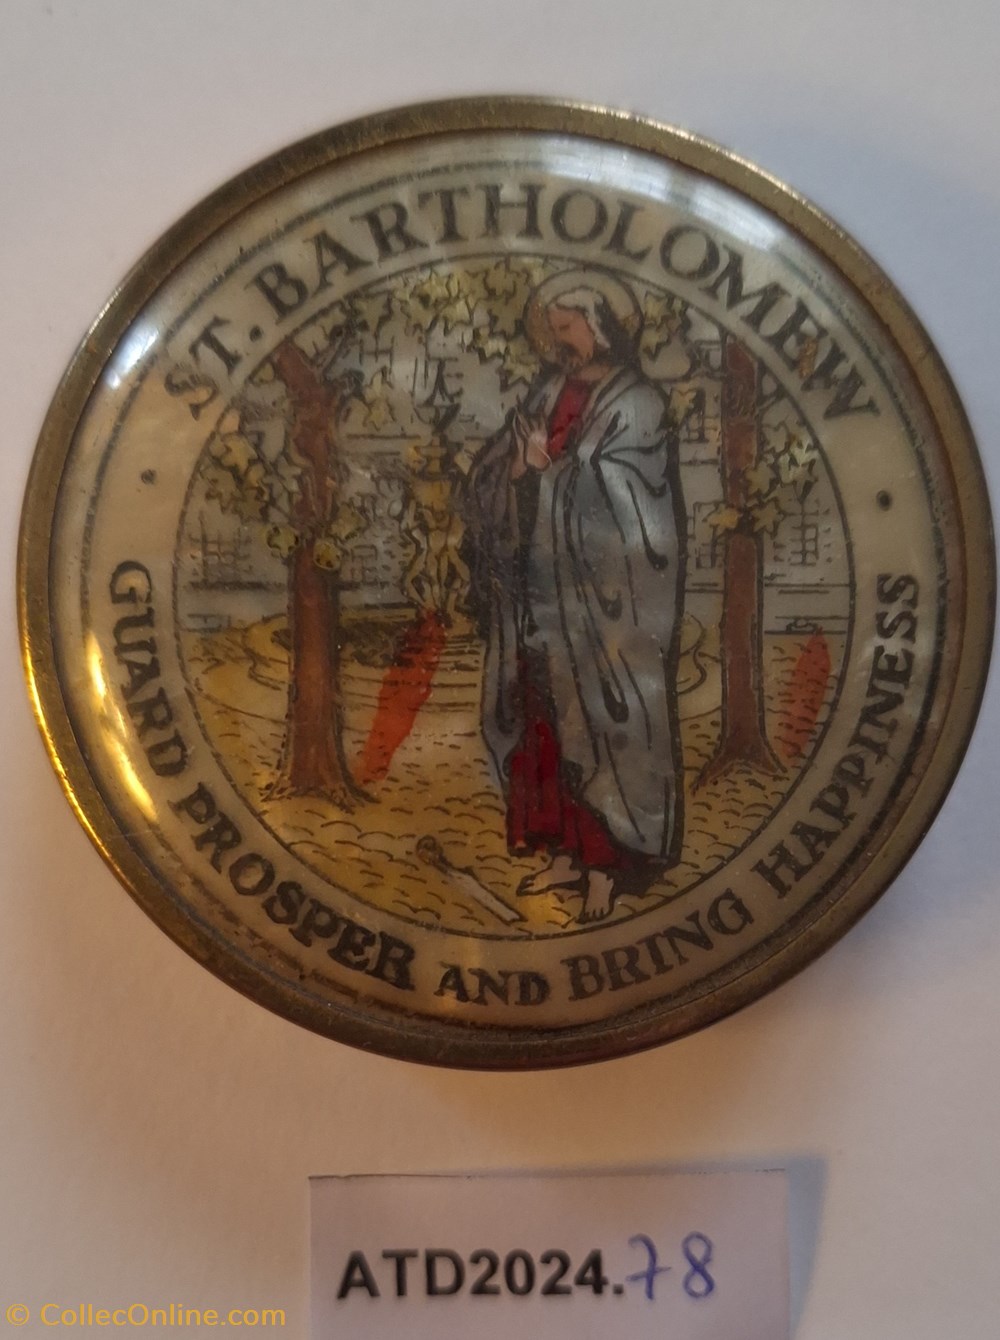 ST. BARTHOLOMEW
GUARD PROSPER AND BRING HAPPINESS
ATD2024.78
© CollecOnline.com